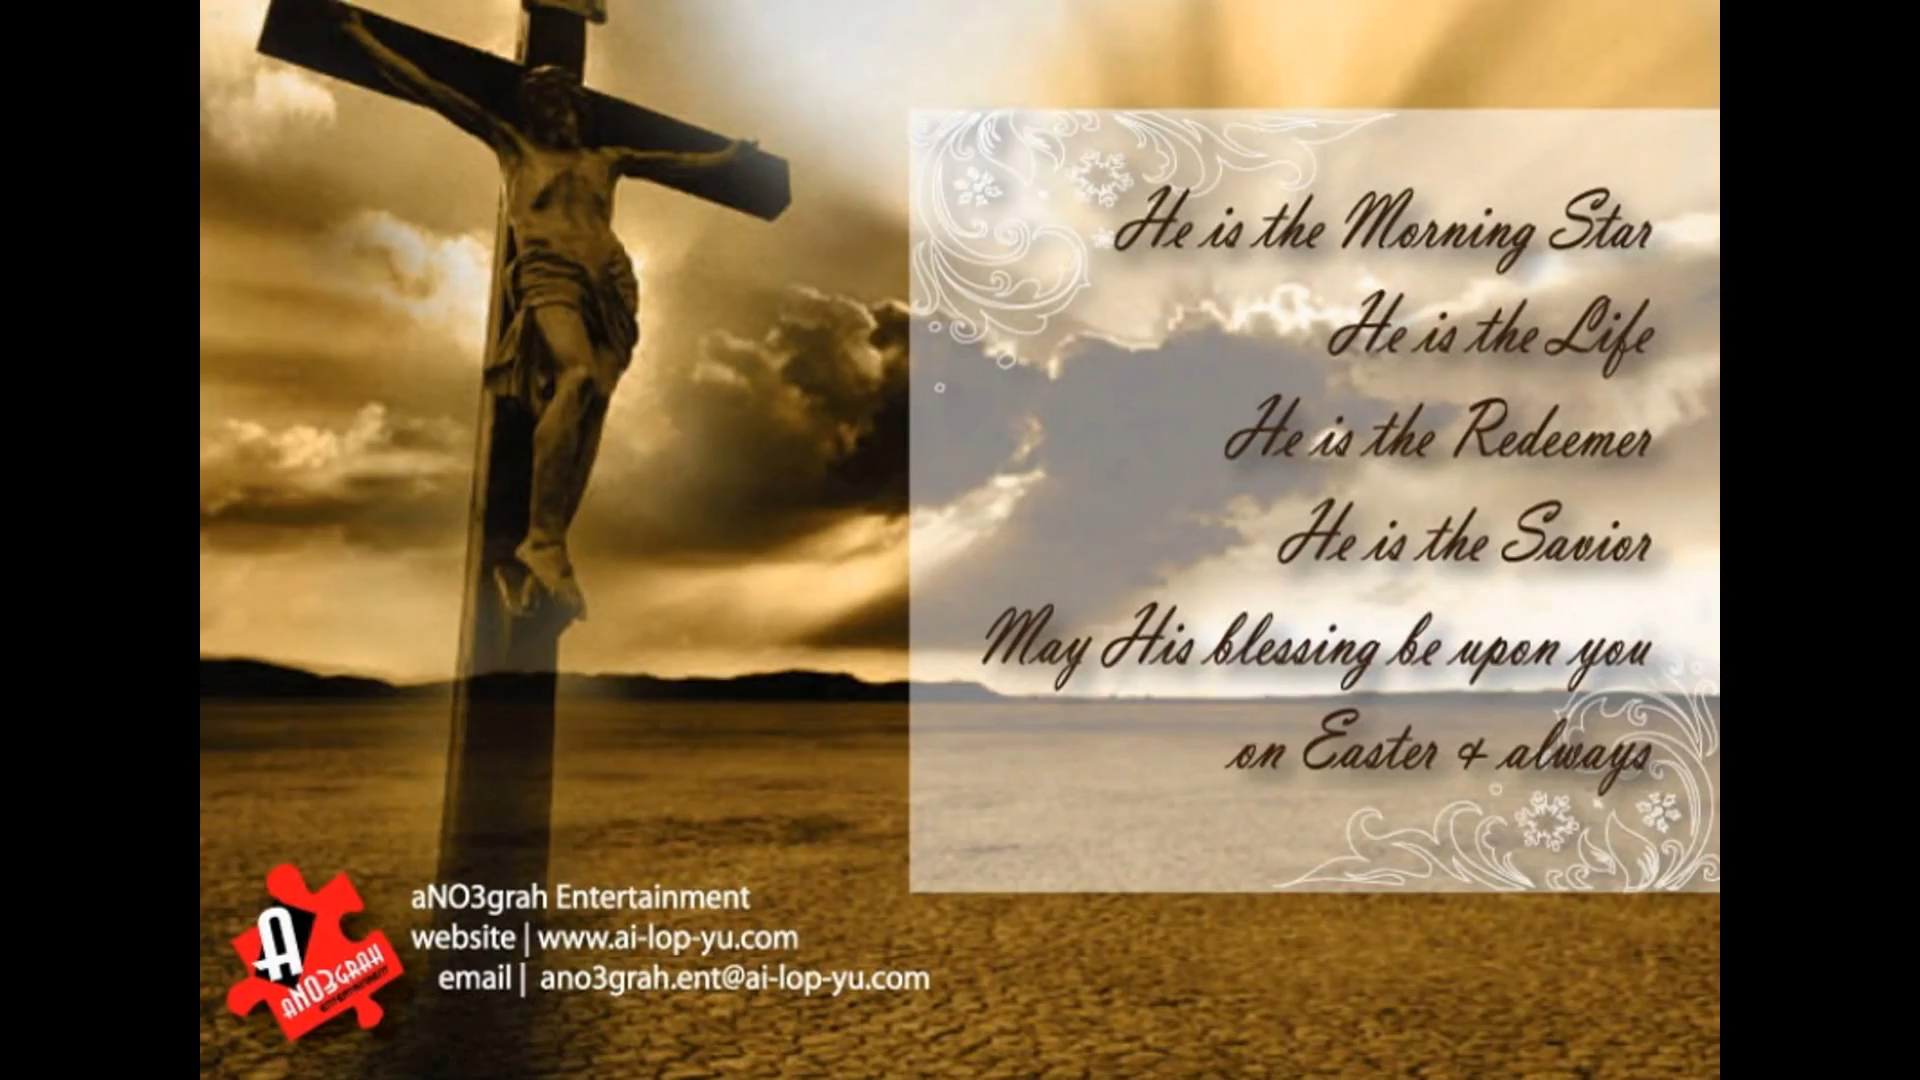 He is the Morning Star
He is the Life
He is the Redeemer
He is the Savior
May His blessing be upon you
on Easter & always
aNO3grah Entertainment
website | www.ai-lop-yu.com
email | ano3grah.ent@ai-lop-yu.com
A
ANO3GRAH
ENTERTAINMENT